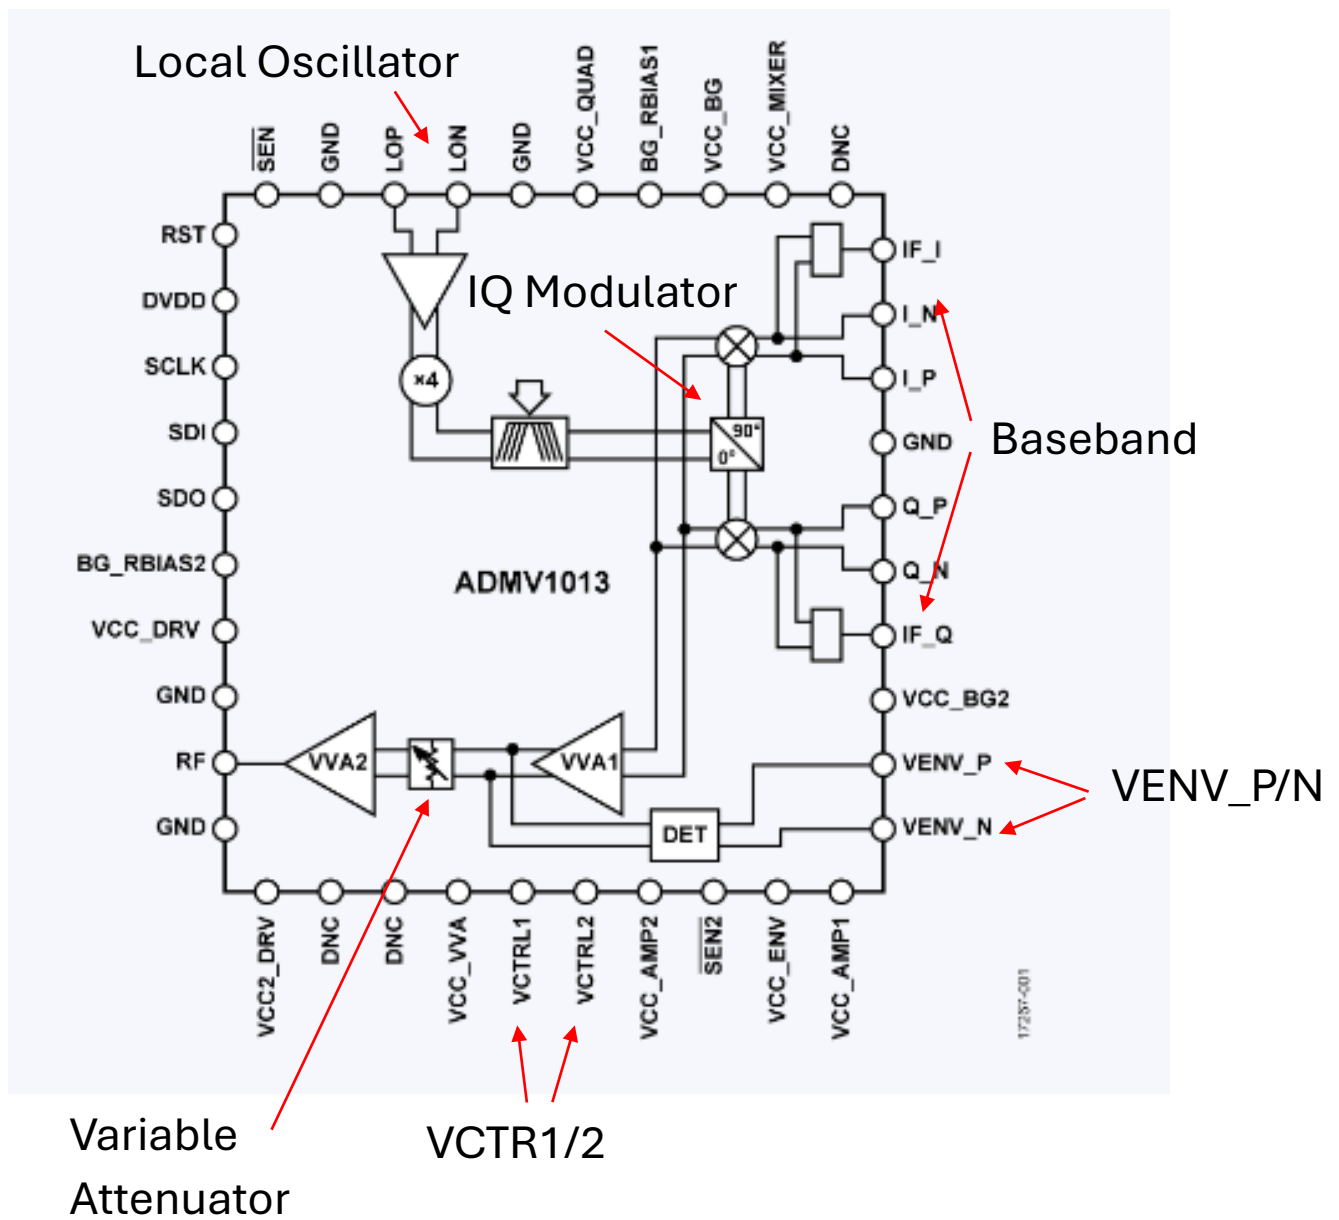 Local Oscillator
SEN
GND
LOP
LON
GND
VCC_QUAD
BG_RBIAS1
VCC_BG
VCC_MIXER
DNC
RST
DVDD
SCLK
SDI
SDO
BG_RBIAS2
VCC_DRV
GND
RF
GND
IQ Modulator
×4
90°
0°
ADMV1013
VVA2
VVA1
DET
IF_I
I_N
I_P
GND
Q_P
Q_N
IF_Q
VCC_BG2
VENV_P
VENV_N
Baseband
VENV_P/N
VCC2_DRV
DNC
DNC
VCC_VVA
VCTRL1
VCTRL2
VCC_AMP2
SEN2
VCC_ENV
VCC_AMP1
17257-001
Variable
Attenuator
VCTR1/2